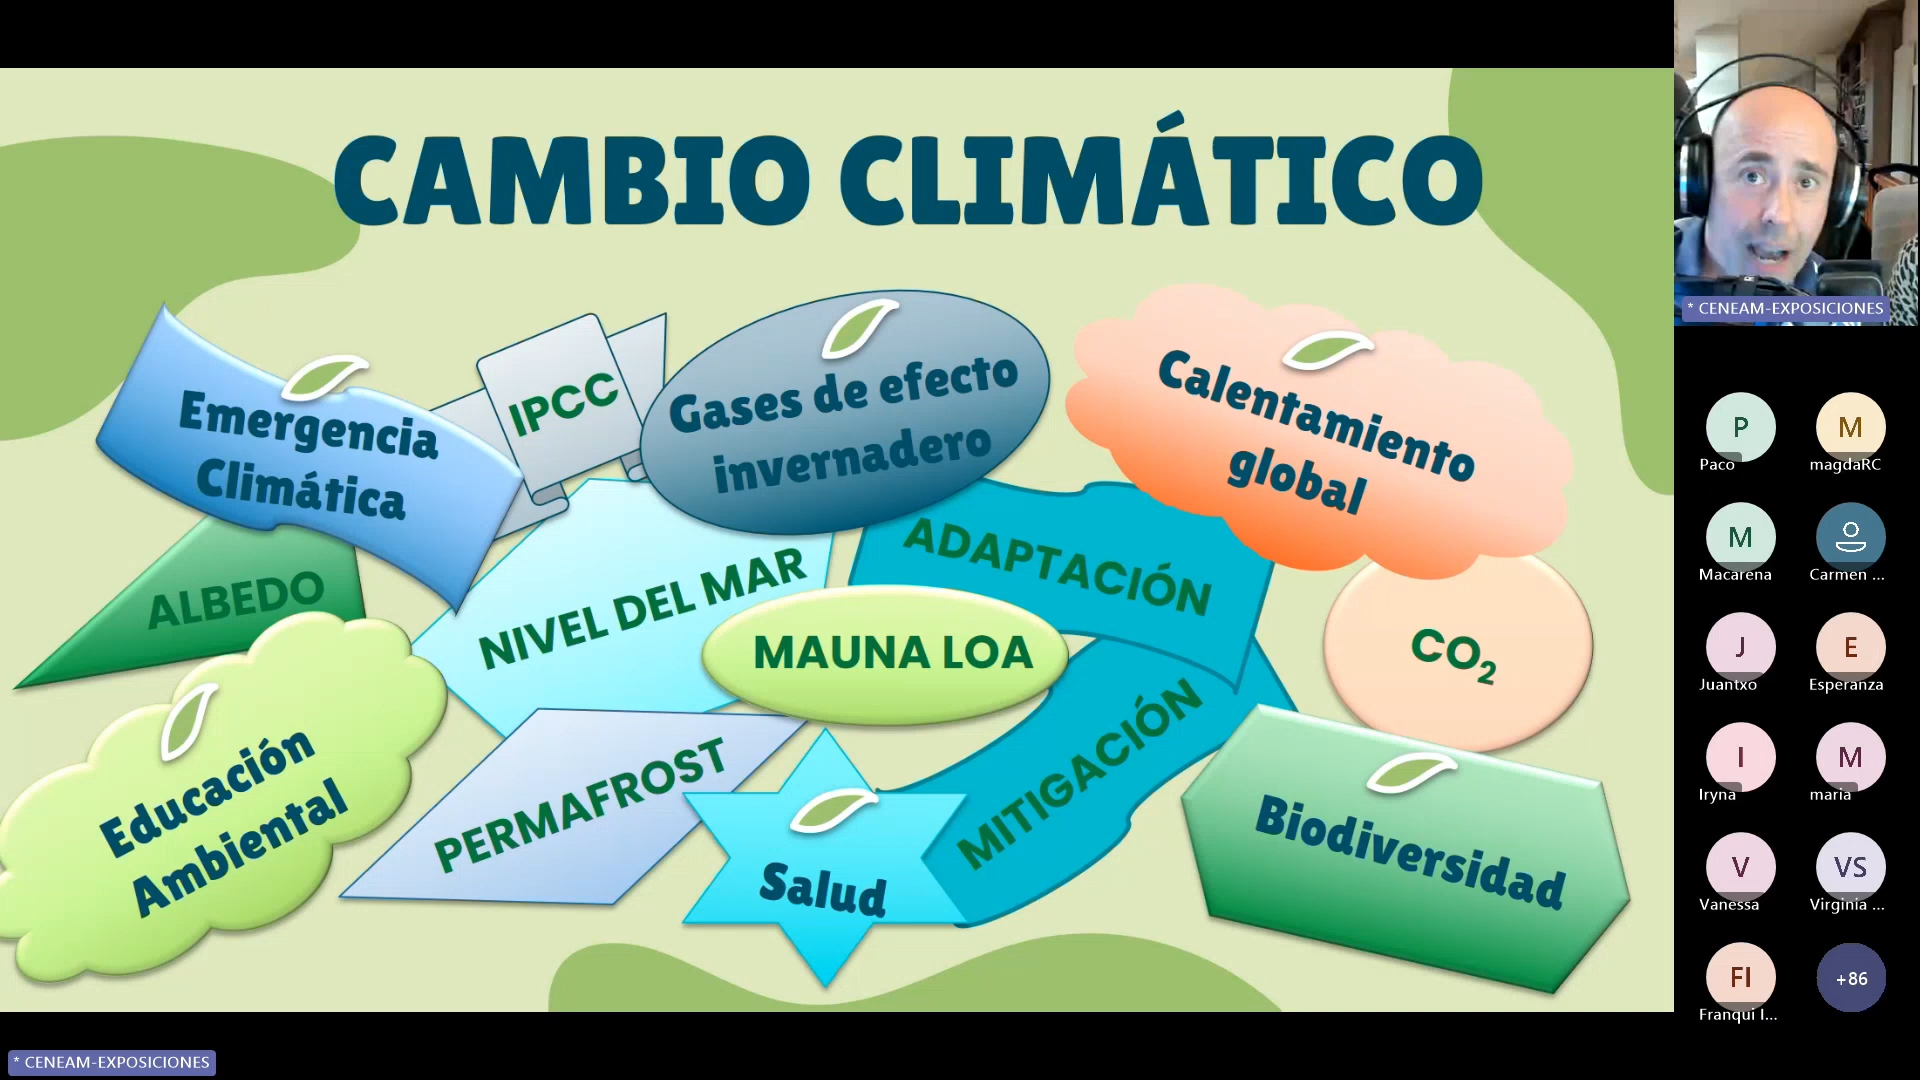 CAMBIO CLIMÁTICO
Emergencia
Climática
IPCC
Gases de efecto
invernadero
Calentamiento
global
ALBEDO
NIVEL DEL MAR
ADAPTACIÓN
MAUNA LOA
CO₂
Educación
Ambiental
PERMAFROST
Salud
MITIGACIÓN
Biodiversidad
* CENEAM-EXPOSICIONES
P
Paco
M
magdaRC
M
Macarena
Carmen ...
J
Juantxo
E
Esperanza
I
Iryna
M
maria
V
Vanessa
VS
Virginia ...
FI
Franqui I...
+86
* CENEAM-EXPOSICIONES